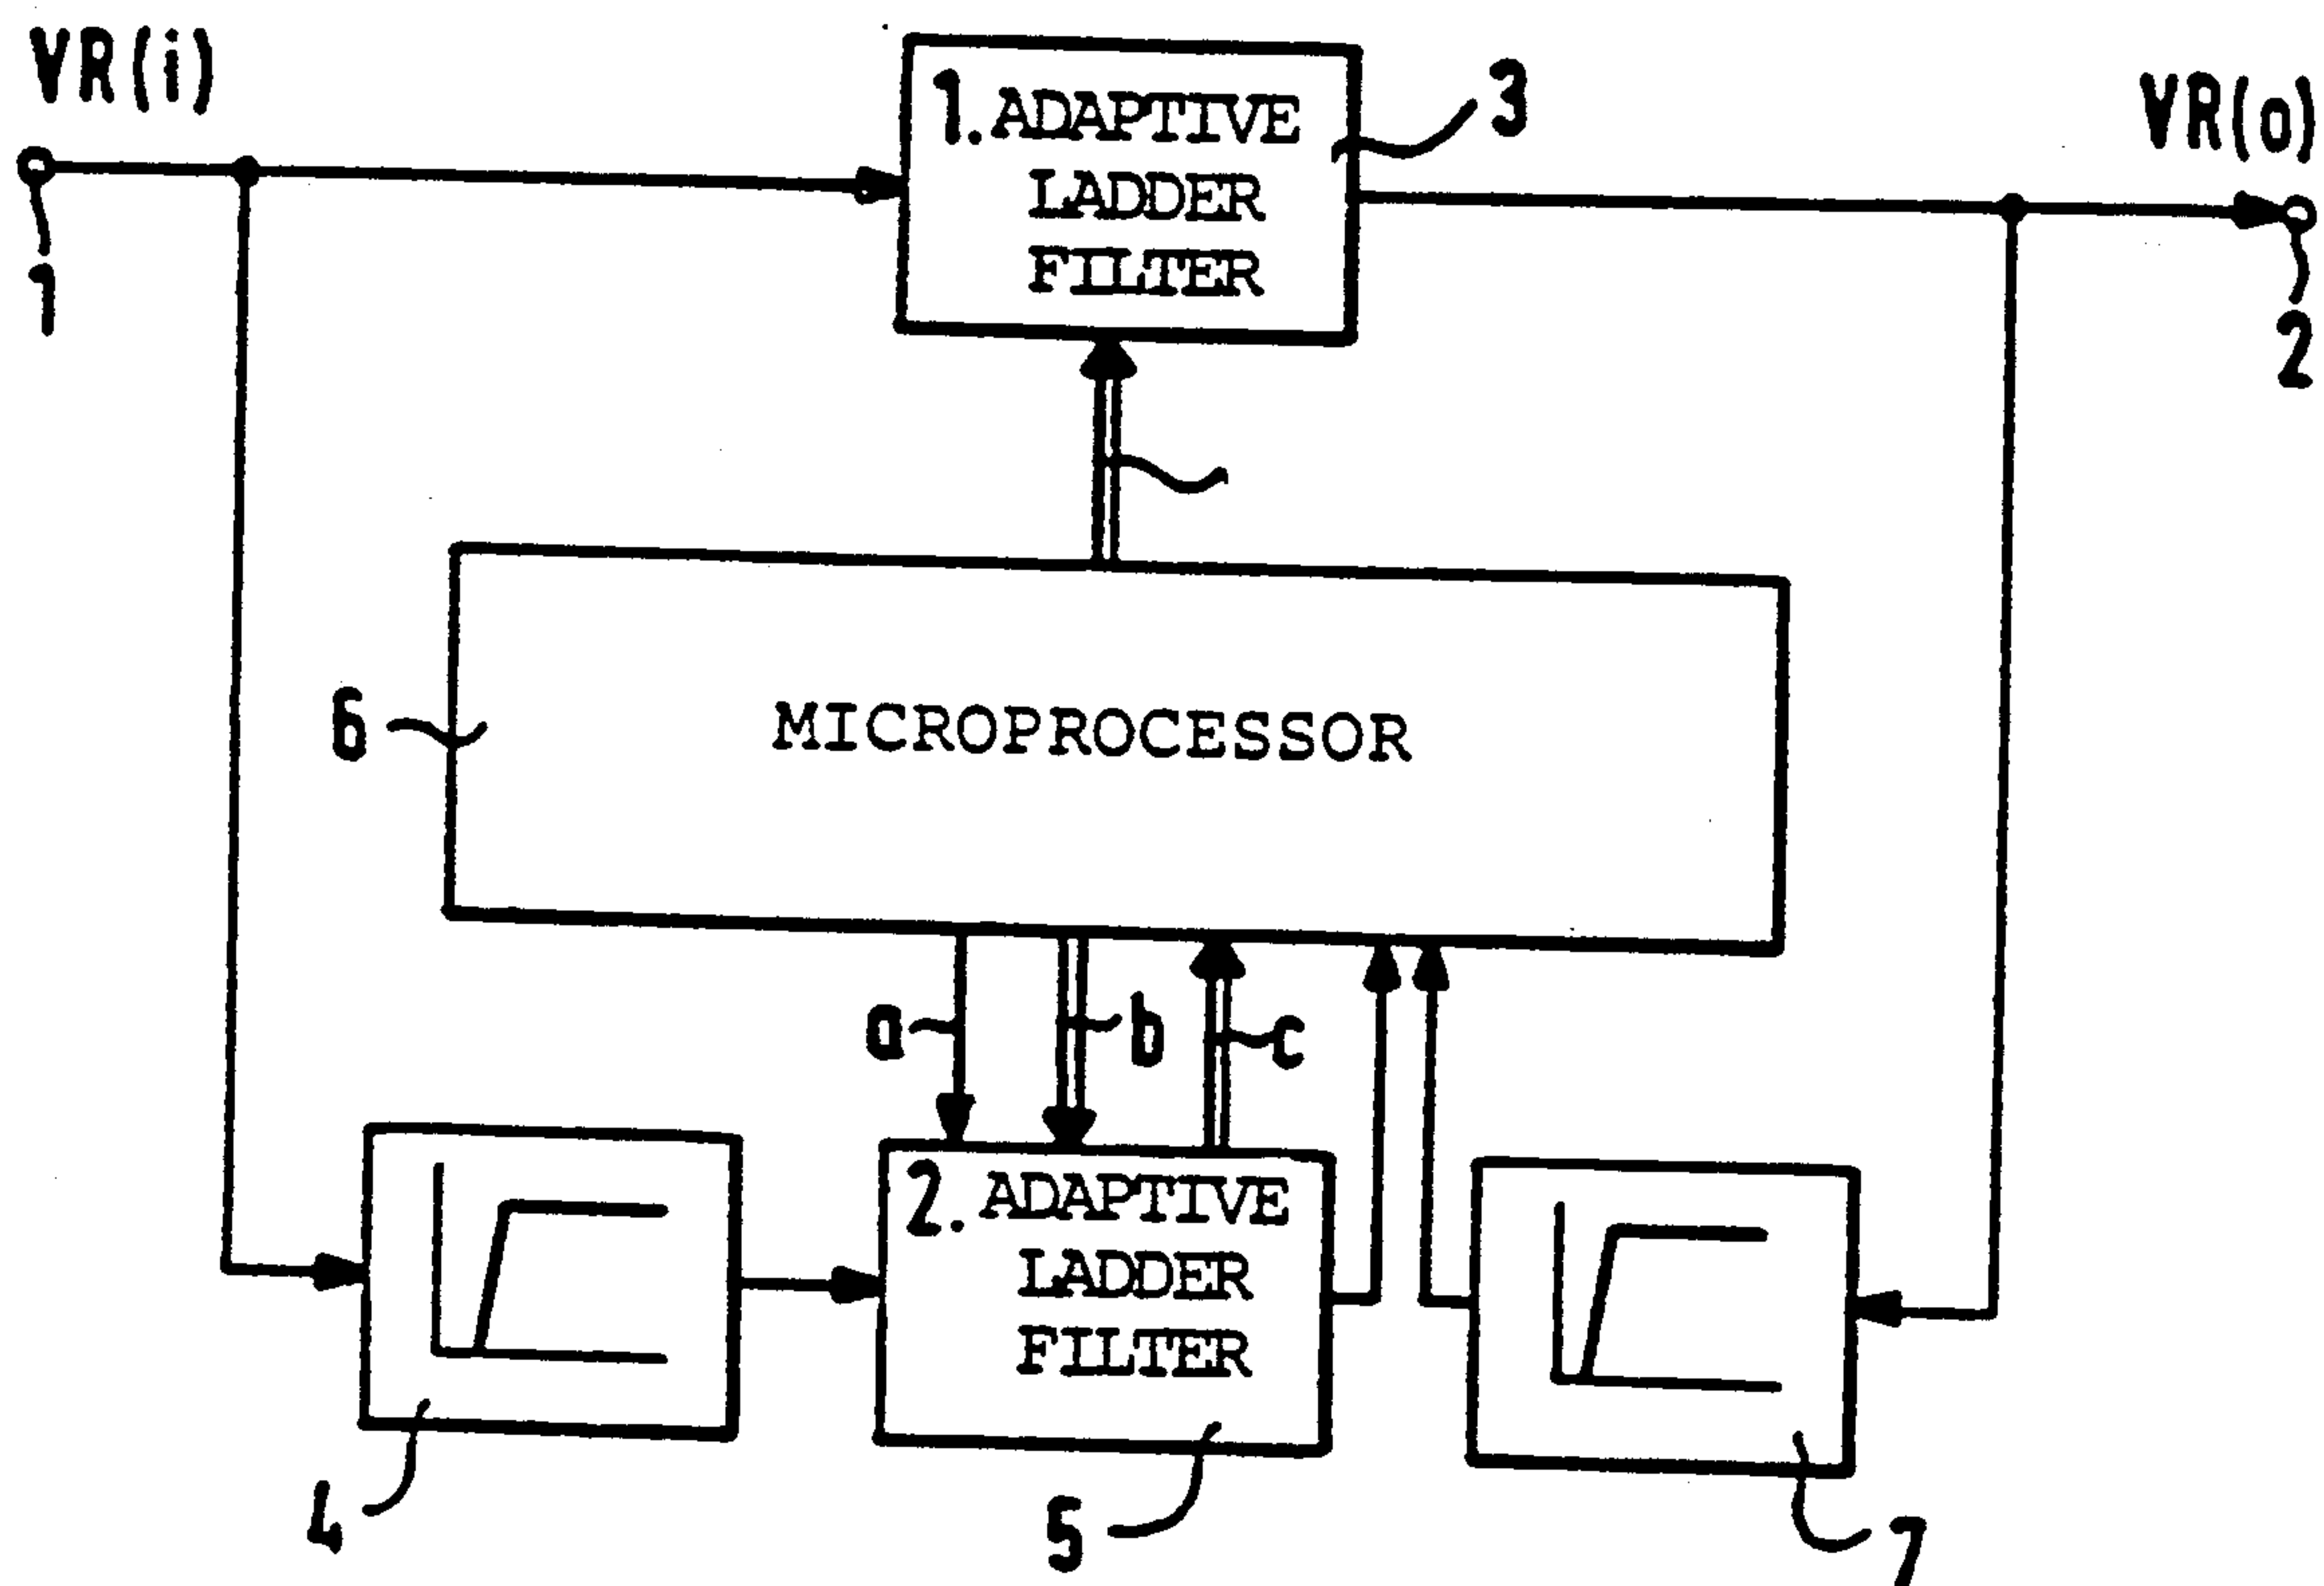 VR(i)
1. ADAPTIVE
LADDER
FILTER
3
VR(o)
1
2
6
MICROPROCESSOR
a
b
c
2. ADAPTIVE
LADDER
FILTER
4
5
7